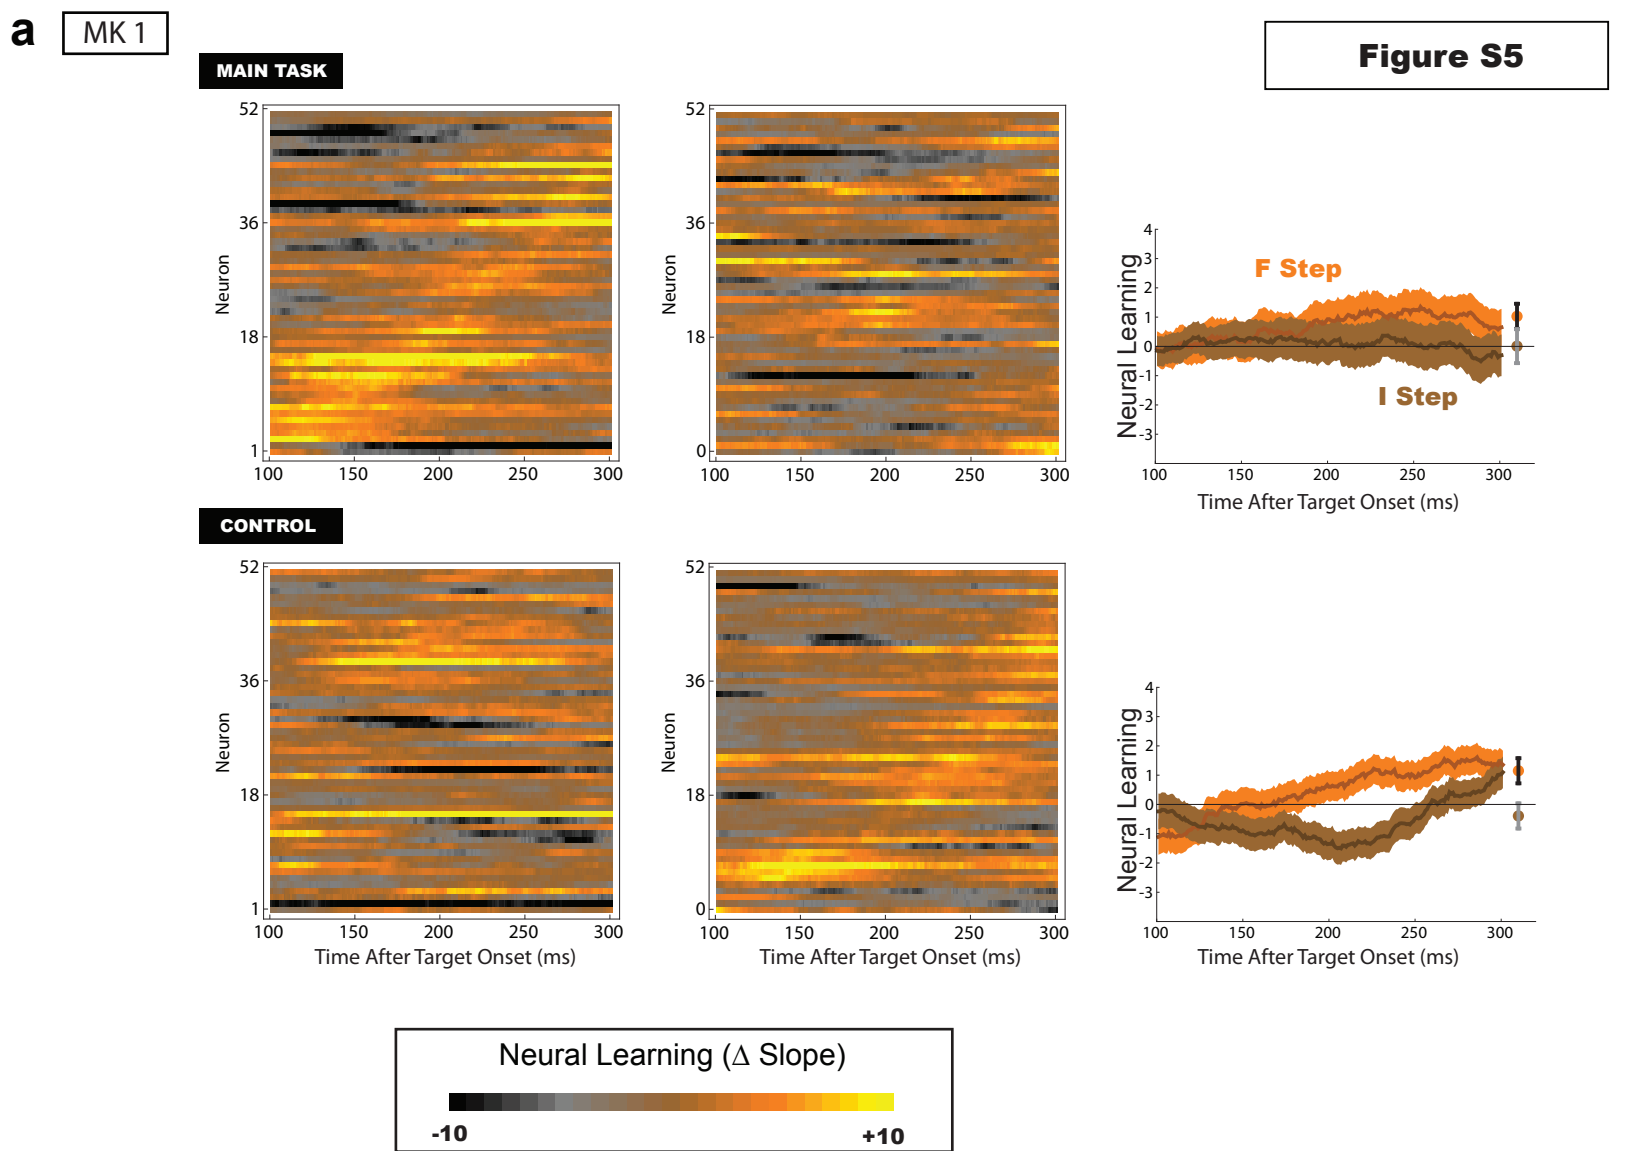 a
MK 1
Figure S5
MAIN TASK
52
36
18
1
Neuron
100 150 200 250 300
52
36
18
0
Neuron
100 150 200 250 300
4
3
2
1
0
-1
-2
-3
Neural Learning
F Step
I Step
100 150 200 250 300
Time After Target Onset (ms)
CONTROL
52
36
18
1
Neuron
100 150 200 250 300
Time After Target Onset (ms)
52
36
18
0
Neuron
100 150 200 250 300
Time After Target Onset (ms)
4
3
2
1
0
-1
-2
-3
Neural Learning
100 150 200 250 300
Time After Target Onset (ms)
Neural Learning (Δ Slope)
-10 +10